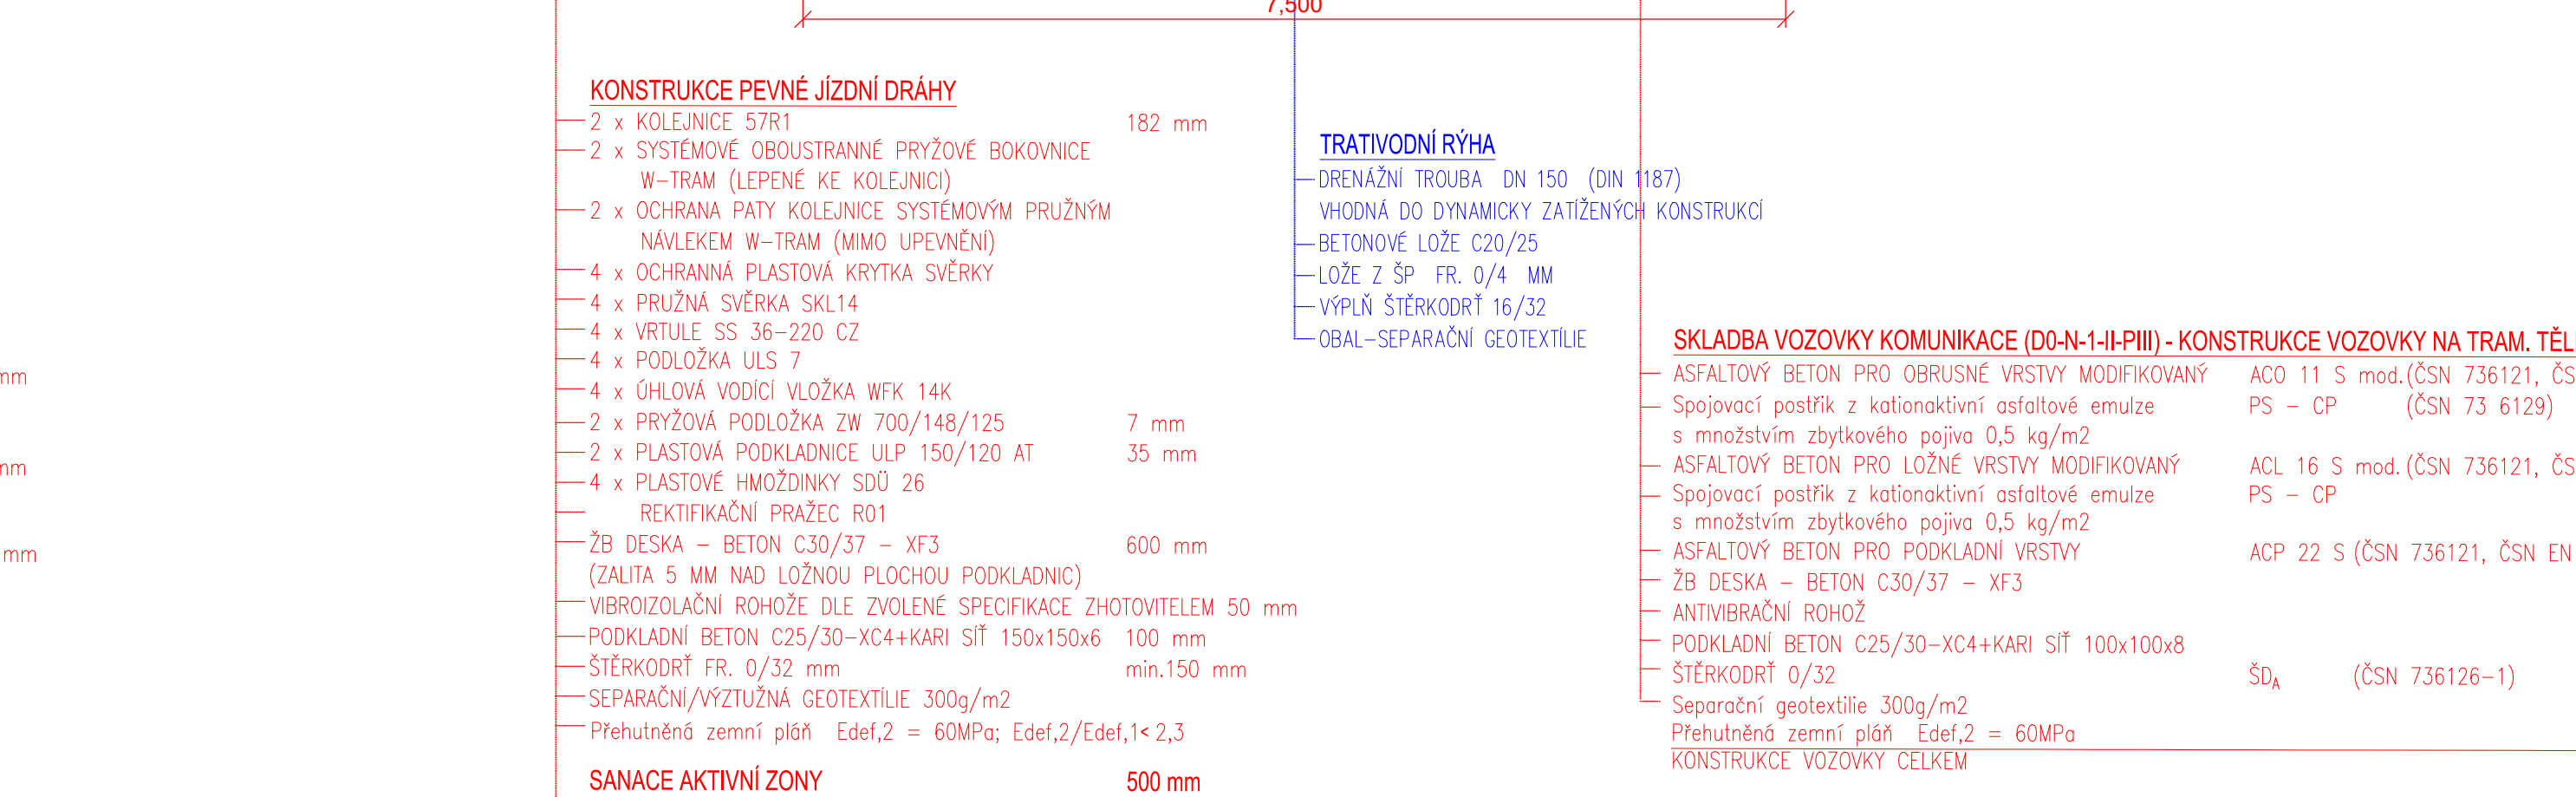 7,500
KONSTRUKCE PEVNÉ JÍZDNÍ DRÁHY
2 x KOLEJNICE 57R1 182 mm
2 x SYSTÉMOVÉ OBOUSTRANNÉ PRYŽOVÉ BOKOVNICE
W-TRAM (LEPENÉ KE KOLEJNICI)
2 x OCHRANA PATY KOLEJNICE SYSTÉMOVÝM PRUŽNÝM
NÁVLEKEM W-TRAM (MIMO UPEVNĚNÍ)
4 x OCHRANNÁ PLASTOVÁ KRYTKA SVĚRKY
4 x PRUŽNÁ SVĚRKA SKL14
4 x VRTULE SS 36-220 CZ
4 x PODLOŽKA ULS 7
4 x ÚHLOVÁ VODÍCÍ VLOŽKA WFK 14K
2 x PRYŽOVÁ PODLOŽKA ZW 700/148/125 7 mm
2 x PLASTOVÁ PODKLADNICE ULP 150/120 AT 35 mm
4 x PLASTOVÉ HMOŽDINKY SDÜ 26
REKTIFIKAČNÍ PRAŽEC R01
ŽB DESKA - BETON C30/37 - XF3 600 mm
(ZALITA 5 MM NAD LOŽNOU PLOCHOU PODKLADNIC)
VIBROIZOLAČNÍ ROHOŽE DLE ZVOLENÉ SPECIFIKACE ZHOTOVITELEM 50 mm
PODKLADNÍ BETON C25/30-XC4+KARI SÍŤ 150x150x6 100 mm
ŠTĚRKODRŤ FR. 0/32 mm min.150 mm
SEPARAČNÍ/VÝZTUŽNÁ GEOTEXTÍLIE 300g/m2
Přehutněná zemní pláň Edef,2 = 60MPa; Edef,2/Edef,1< 2,3
SANACE AKTIVNÍ ZONY 500 mm
TRATIVODNÍ RÝHA
DRENÁŽNÍ TROUBA DN 150 (DIN 1187)
VHODNÁ DO DYNAMICKY ZATÍŽENÝCH KONSTRUKCÍ
BETONOVÉ LOŽE C20/25
LOŽE Z ŠP FR. 0/4 MM
VÝPLŇ ŠTĚRKODRŤ 16/32
OBAL-SEPARAČNÍ GEOTEXTÍLIE
SKLADBA VOZOVKY KOMUNIKACE (D0-N-1-II-PIII) - KONSTRUKCE VOZOVKY NA TRAM. TĚL
ASFALTOVÝ BETON PRO OBRUSNÉ VRSTVY MODIFIKOVANÝ ACO 11 S mod. (ČSN 736121, ČS
Spojovací postřik z kationaktivní asfaltové emulze PS - CP (ČSN 73 6129)
s množstvím zbytkového pojiva 0,5 kg/m2
ASFALTOVÝ BETON PRO LOŽNÉ VRSTVY MODIFIKOVANÝ ACL 16 S mod. (ČSN 736121, ČS
Spojovací postřik z kationaktivní asfaltové emulze PS - CP
s množstvím zbytkového pojiva 0,5 kg/m2
ASFALTOVÝ BETON PRO PODKLADNÍ VRSTVY ACP 22 S (ČSN 736121, ČSN EN
ŽB DESKA - BETON C30/37 - XF3
ANTIVIBRAČNÍ ROHOŽ
PODKLADNÍ BETON C25/30-XC4+KARI SÍŤ 100x100x8
ŠTĚRKODRŤ 0/32 ŠDA (ČSN 736126-1)
Separační geotextilie 300g/m2
Přehutněná zemní pláň Edef,2 = 60MPa
KONSTRUKCE VOZOVKY CELKEM
mm
mm
mm